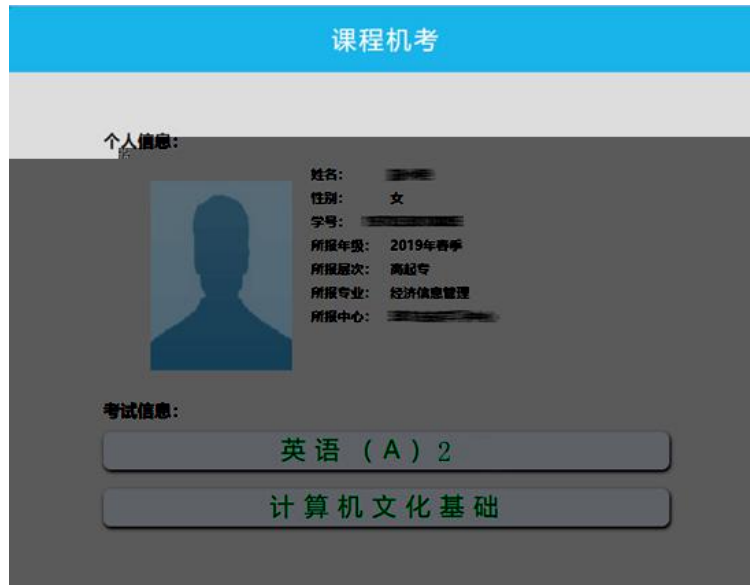 课程机考
个人信息：
姓名：
性别： 女
学号：
所报年级： 2019年春季
所报层次： 高起专
所报专业： 经济信息管理
所报中心：
考试信息：
英语（A）2
计算机文化基础